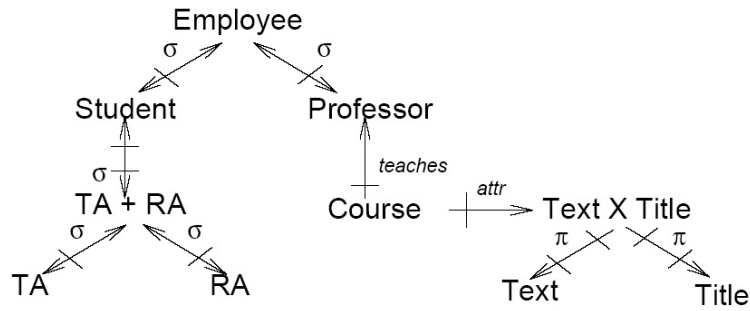 Employee
σ σ
Student Professor
teaches
σ
TA + RA Course attr Text X Title
σ σ π π
TA RA Text Title